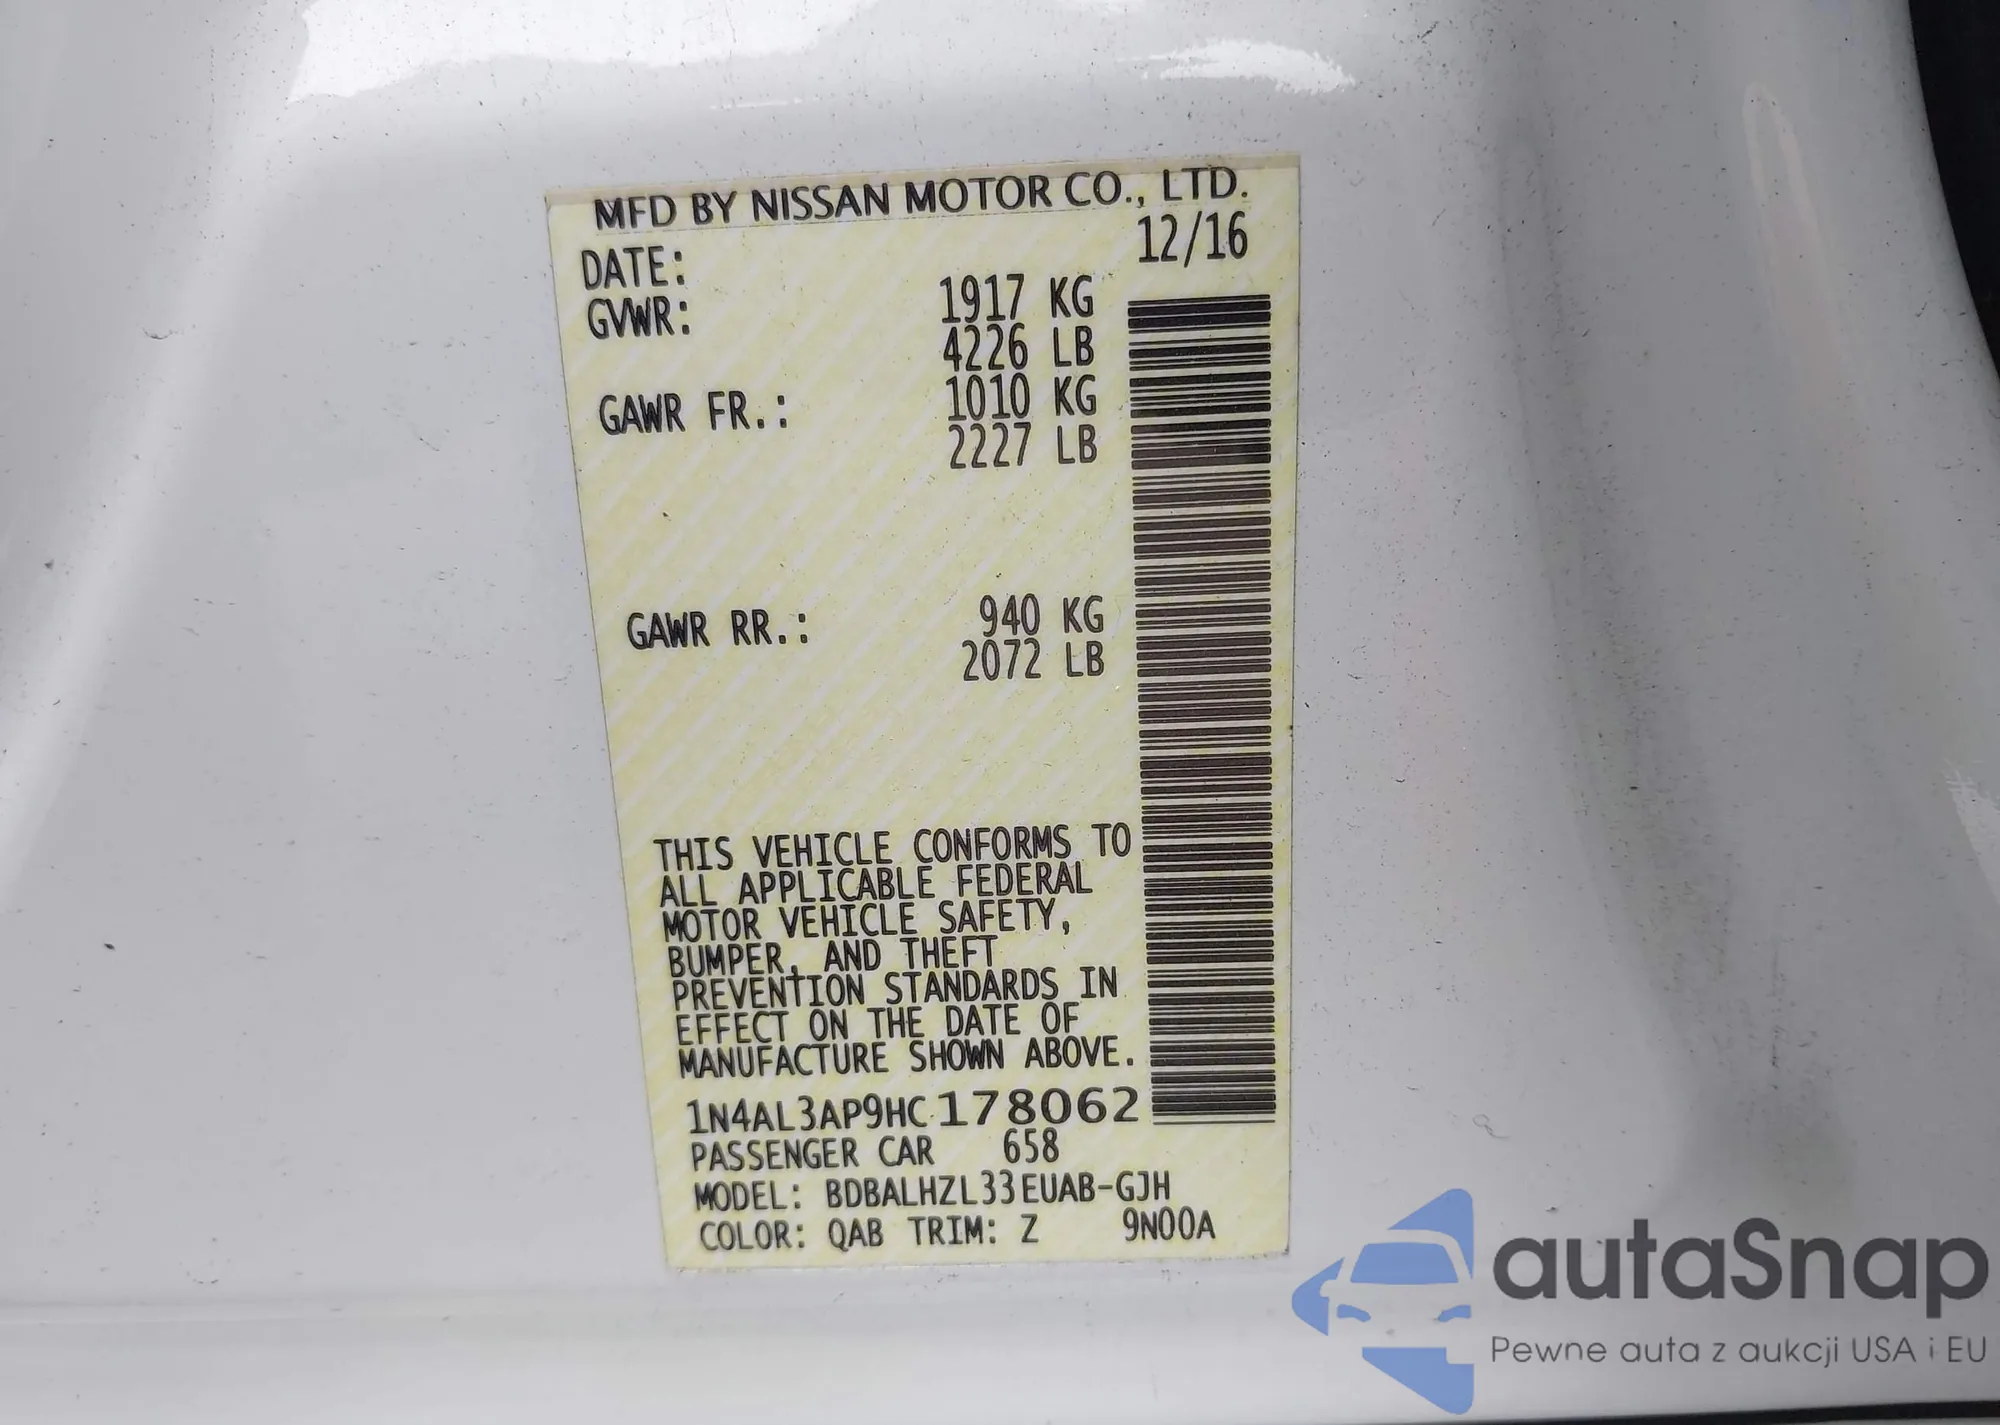 MFD BY NISSAN MOTOR CO., LTD.
DATE: 12/16
GVWR: 1917 KG
4226 LB
GAWR FR.: 1010 KG
2227 LB
GAWR RR.: 940 KG
2072 LB
THIS VEHICLE CONFORMS TO
ALL APPLICABLE FEDERAL
MOTOR VEHICLE SAFETY,
BUMPER, AND THEFT
PREVENTION STANDARDS IN
EFFECT ON THE DATE OF
MANUFACTURE SHOWN ABOVE.
1N4AL3AP9HC178062
PASSENGER CAR 658
MODEL: BDBALHZL33EUAB-GJH
COLOR: QAB TRIM: Z 9N00A
autaSnap
Pewne auta z aukcji USA i EU